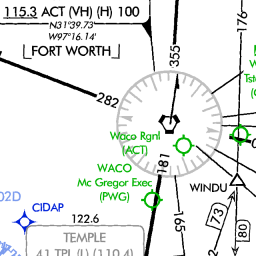 115.3 ACT (VH) (H) 100
N31°39.73
W97°16.14'
FORT WORTH
355
176
282
Waco Rgnl
(ACT)
WACO
Mc Gregor Exec
(PWG)
181
WINDU
CIDAP
122.6
TEMPLE
41 TPL (L) (110.4)
165
73
80
02D